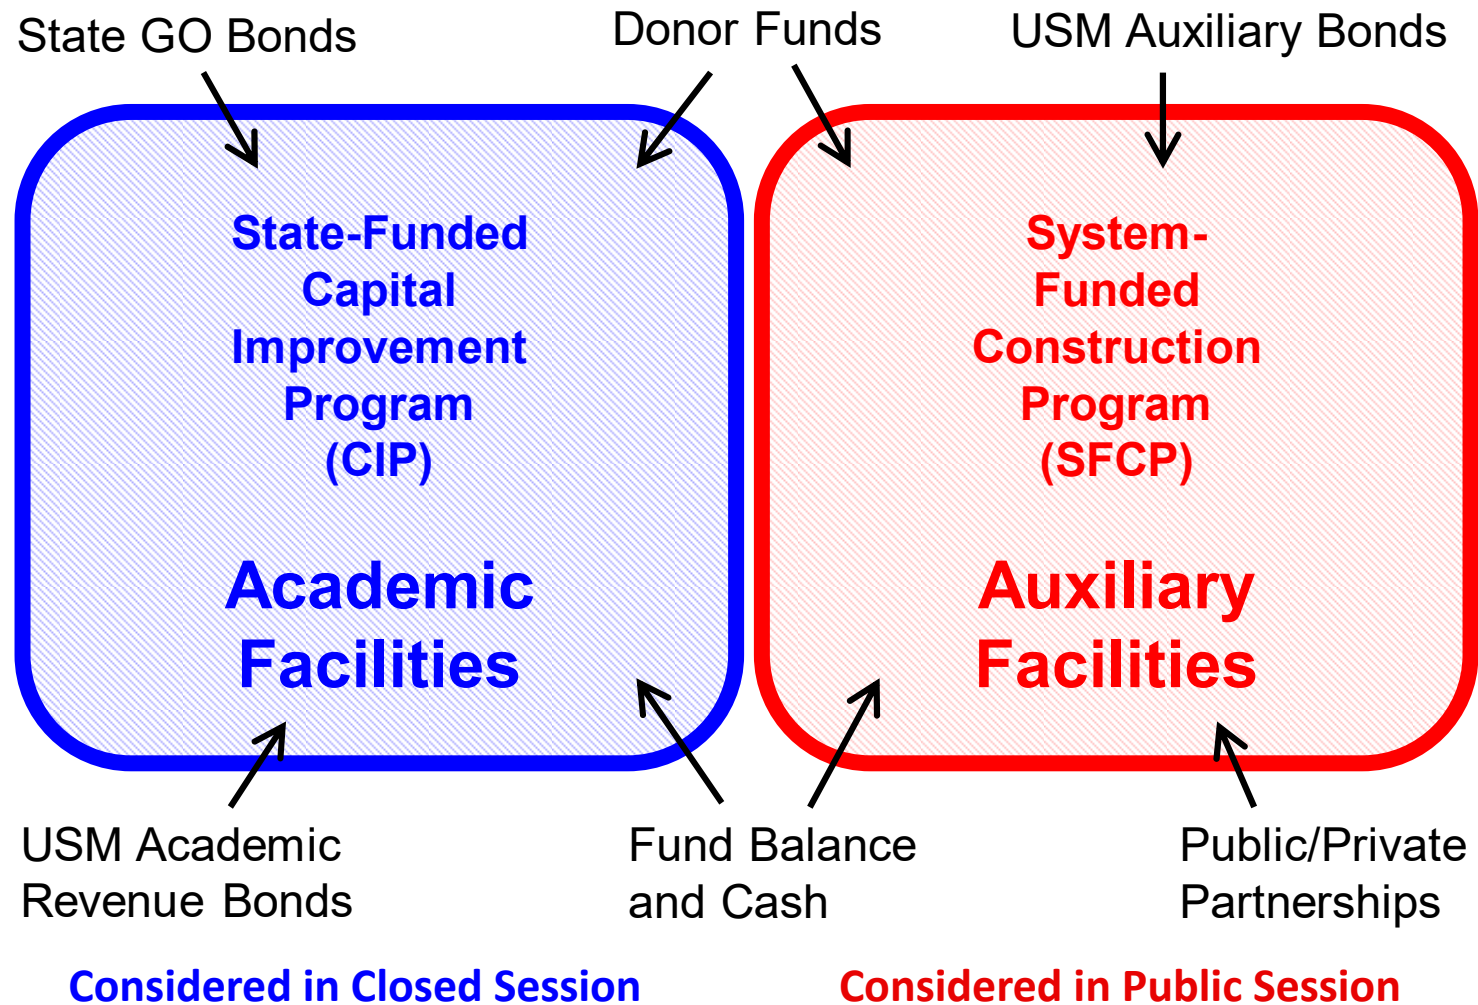 State GO Bonds
Donor Funds
USM Auxiliary Bonds
State-Funded
Capital
Improvement
Program
(CIP)
Academic
Facilities
System-
Funded
Construction
Program
(SFCP)
Auxiliary
Facilities
USM Academic
Revenue Bonds
Fund Balance
and Cash
Public/Private
Partnerships
Considered in Closed Session
Considered in Public Session